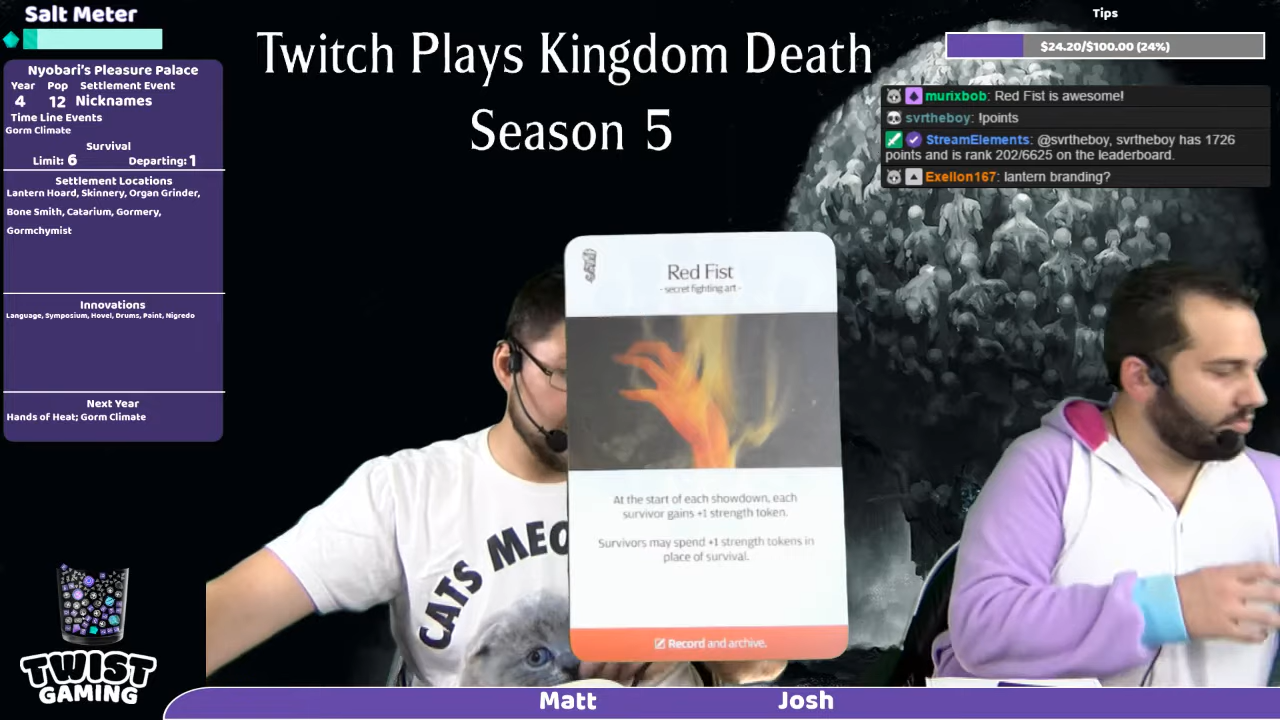 Salt Meter
Nyobari's Pleasure Palace
Year Pop Settlement Event
4 12 Nicknames
Time Line Events
Gorm Climate
Survival
Limit: 6 Departing: 1
Settlement Locations
Lantern Hoard, Skinnery, Organ Grinder,
Bone Smith, Catarium, Gormery,
Gormchymist
Innovations
Language, Symposium, Hovel, Drums, Paint, Nigredo
Next Year
Hands of Heat; Gorm Climate
TWIST
GAMING
Twitch Plays Kingdom Death
Season 5
Tips
$24.20/$100.00 (24%)
murixbob: Red Fist is awesome!
svrtheboy: !points
StreamElements: @svrtheboy, svrtheboy has 1726
points and is rank 202/6625 on the leaderboard.
Exellon167: lantern branding?
Red Fist
- secret fighting art -
At the start of each showdown, each
survivor gains +1 strength token.
Survivors may spend +1 strength tokens in
place of survival.
Record and archive.
CATS MEO
Matt Josh